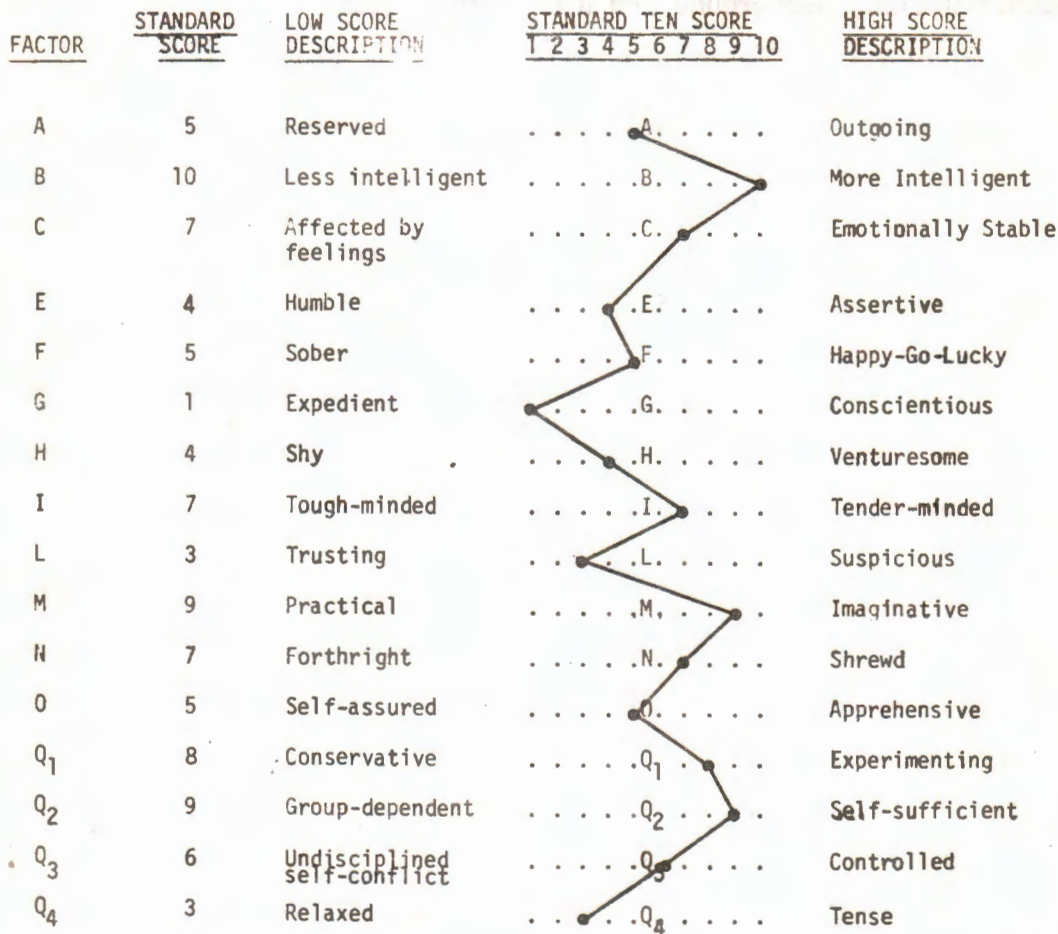 STANDARD LOW SCORE STANDARD TEN SCORE HIGH SCORE
FACTOR SCORE DESCRIPTION 1 2 3 4 5 6 7 8 9 10 DESCRIPTION
A 5 Reserved . . . . . A. . . . . Outgoing
B 10 Less intelligent . . . . . B. . . . . More Intelligent
C 7 Affected by . . . . . C. . . . . Emotionally Stable
feelings
E 4 Humble . . . . . E. . . . . Assertive
F 5 Sober . . . . . F. . . . . Happy-Go-Lucky
G 1 Expedient . . . . . G. . . . . Conscientious
H 4 Shy . . . . . H. . . . . Venturesome
I 7 Tough-minded . . . . . I. . . . . Tender-minded
L 3 Trusting . . . . . L. . . . . Suspicious
M 9 Practical . . . . . M. . . . . Imaginative
N 7 Forthright . . . . . N. . . . . Shrewd
O 5 Self-assured . . . . . O. . . . . Apprehensive
Q1 8 Conservative . . . . . Q1 . . . . Experimenting
Q2 9 Group-dependent . . . . . Q2 . . . . Self-sufficient
Q3 6 Undisciplined . . . . . Q3 . . . . Controlled
self-conflict
Q4 3 Relaxed . . . . . Q4 . . . . Tense